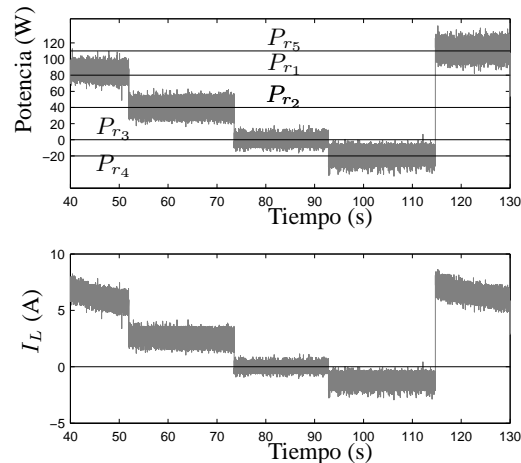 Potencia (W)
120
100
80
60
40
20
0
−20
P_{r_5}
P_{r_1}
P_{r_2}
P_{r_3}
P_{r_4}
40 50 60 70 80 90 100 110 120 130
Tiempo (s)
I_L (A)
10
5
0
−5
40 50 60 70 80 90 100 110 120 130
Tiempo (s)